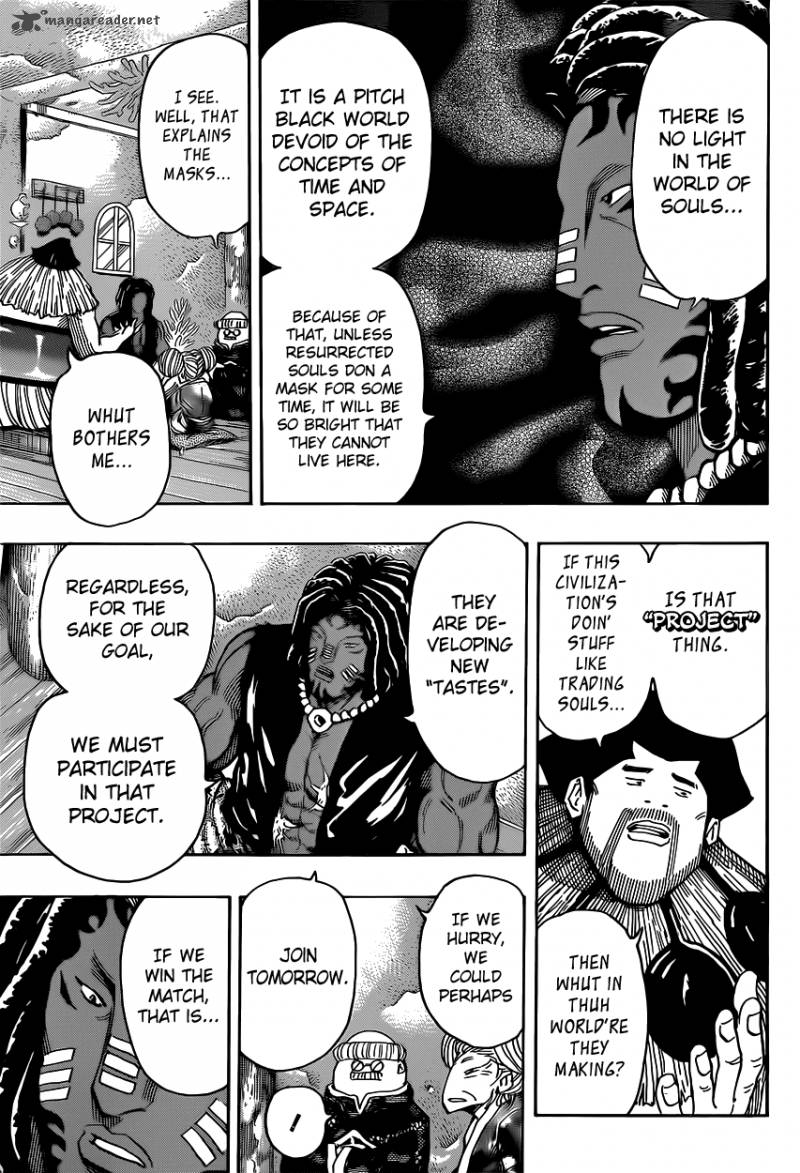 THERE IS
NO LIGHT
IN THE
WORLD OF
SOULS...
IT IS A PITCH
BLACK WORLD
DEVOID OF THE
CONCEPTS OF
TIME AND
SPACE.
BECAUSE OF
THAT, UNLESS
RESURRECTED
SOULS DON A
MASK FOR SOME
TIME, IT WILL BE
SO BRIGHT THAT
THEY CANNOT
LIVE HERE.
mangareader.net
I SEE.
WELL, THAT
EXPLAINS
THE
MASKS...
WHUT
BOTHERS
ME...
IS THAT
"PROJECT"
THING.
IF THIS
CIVILIZA-
TION'S
DOIN'
STUFF
LIKE
TRADING
SOULS...
THEN
WHUT IN
THUH
WORLD'RE
THEY
MAKING?
THEY
ARE DE-
VELOPING
NEW
"TASTES".
REGARDLESS,
FOR THE
SAKE OF OUR
GOAL,
WE MUST
PARTICIPATE
IN THAT
PROJECT.
IF WE
HURRY,
WE
COULD
PERHAPS
JOIN
TOMORROW.
!
IF WE
WIN THE
MATCH,
THAT IS...